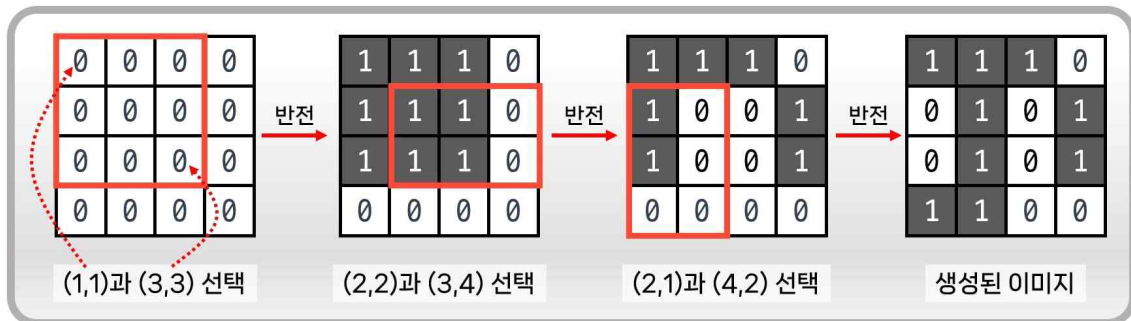 0 0 0 0 1 1 1 0 1 1 1 0 1 1 1 0
0 0 0 0 반전 1 1 1 0 반전 1 0 0 1 반전 0 1 0 1
0 0 0 0 1 1 1 0 1 0 0 1 0 1 0 1
0 0 0 0 0 0 0 0 0 0 0 0 1 1 0 0
(1,1)과 (3,3) 선택 (2,2)과 (3,4) 선택 (2,1)과 (4,2) 선택 생성된 이미지